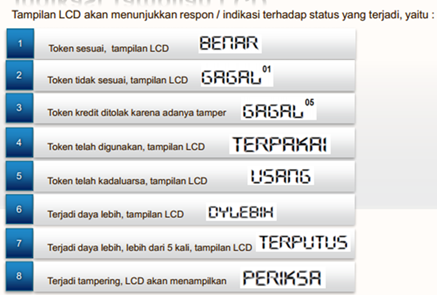 Tampilan LCD akan menunjukkan respon / indikasi terhadap status yang terjadi, yaitu :
1 Token sesuai, tampilan LCD BENAR
2 Token tidak sesuai, tampilan LCD GAGAL 01
3 Token kredit ditolak karena adanya tamper GAGAL 05
4 Token telah digunakan, tampilan LCD TERPAKAI
5 Token telah kadaluarsa, tampilan LCD USANG
6 Terjadi daya lebih, tampilan LCD DYLEBIH
7 Terjadi daya lebih, lebih dari 5 kali, tampilan LCD TERPUTUS
8 Terjadi tampering, LCD akan menampilkan PERIKSA